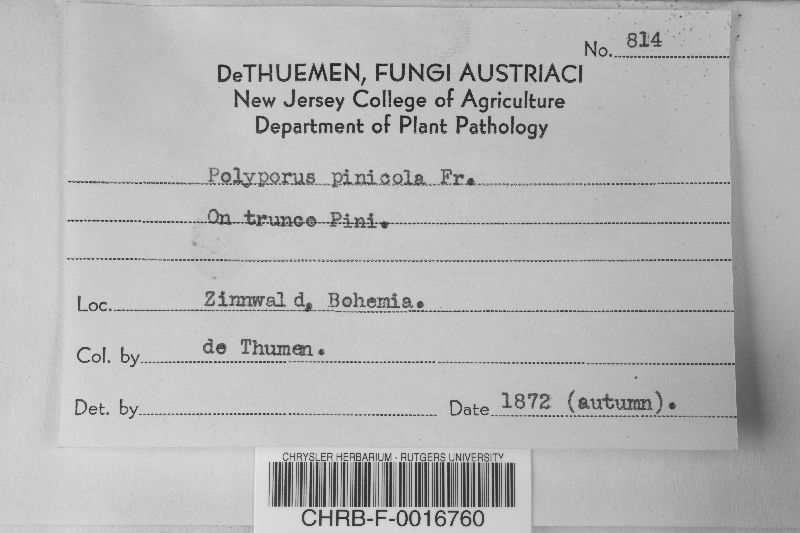 No. 814
DeTHUEMEN, FUNGI AUSTRIACI
New Jersey College of Agriculture
Department of Plant Pathology
Polyporus pinicola Fr.
On trunco Pini.
Loc. Zinnwald, Bohemia.
Col. by de Thumen.
Det. by
Date 1872 (autumn).
CHRYSLER HERBARIUM - RUTGERS UNIVERSITY
CHRB-F-0016760